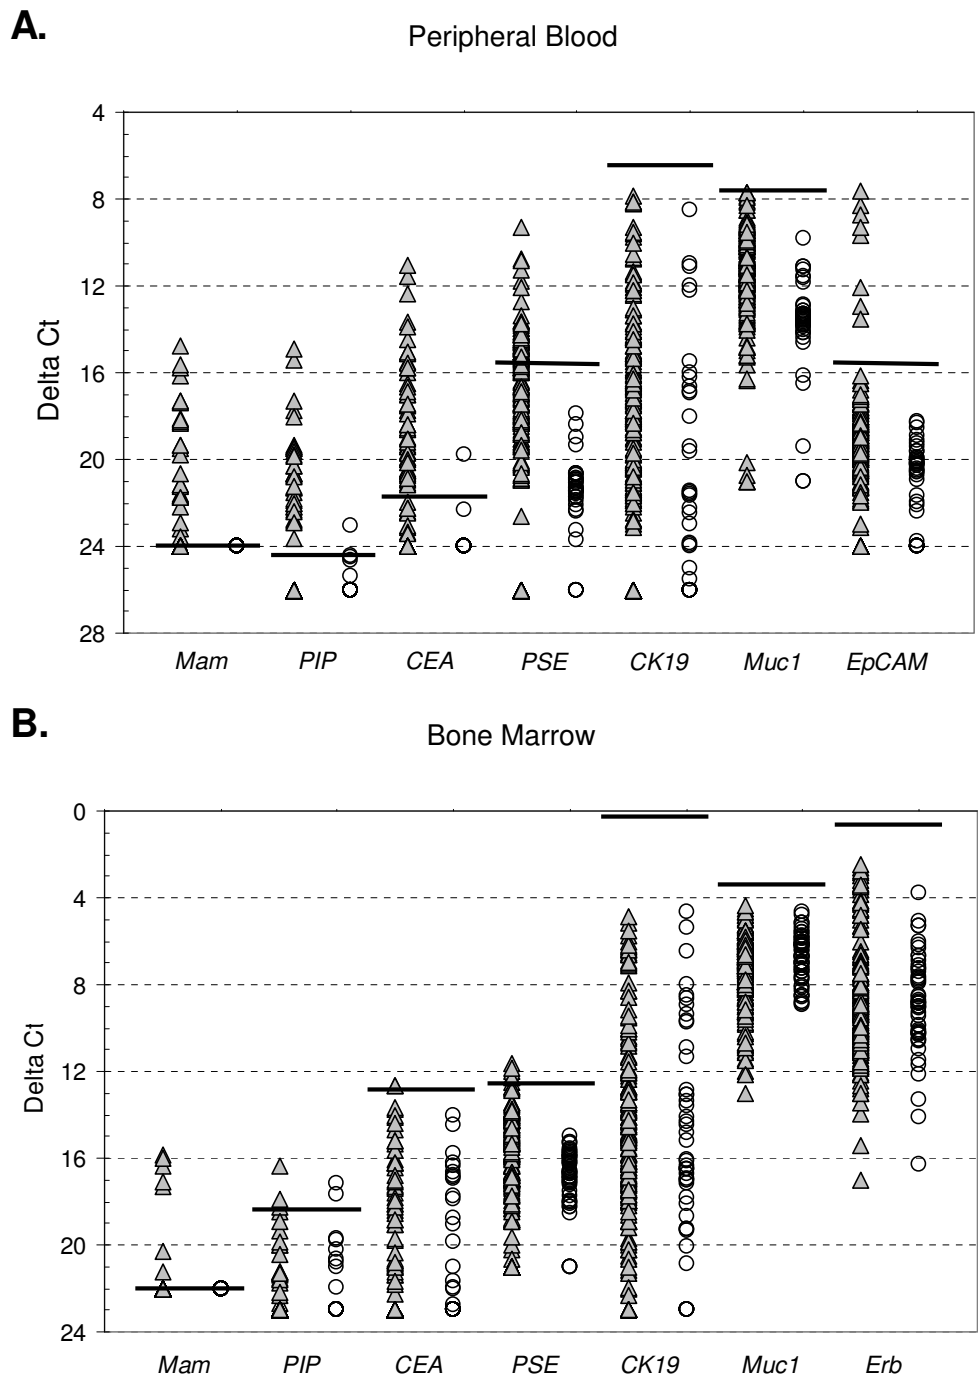 A.
Peripheral Blood
4
8
12
16
20
24
28
Delta Ct
Mam PIP CEA PSE CK19 Muc1 EpCAM
B.
Bone Marrow
0
4
8
12
16
20
24
Delta Ct
Mam PIP CEA PSE CK19 Muc1 Erb